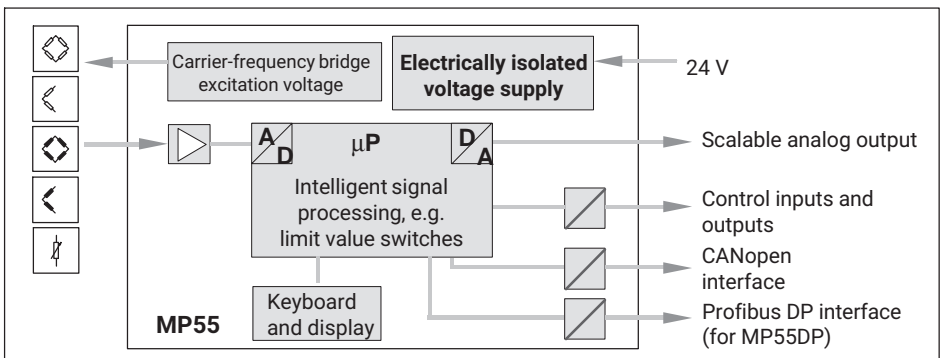 Carrier-frequency bridge
excitation voltage
Electrically isolated
voltage supply
24 V
A
D
μP
D
A
Scalable analog output
Intelligent signal
processing, e.g.
limit value switches
Control inputs and
outputs
CANopen
interface
Keyboard
and display
MP55
Profibus DP interface
(for MP55DP)